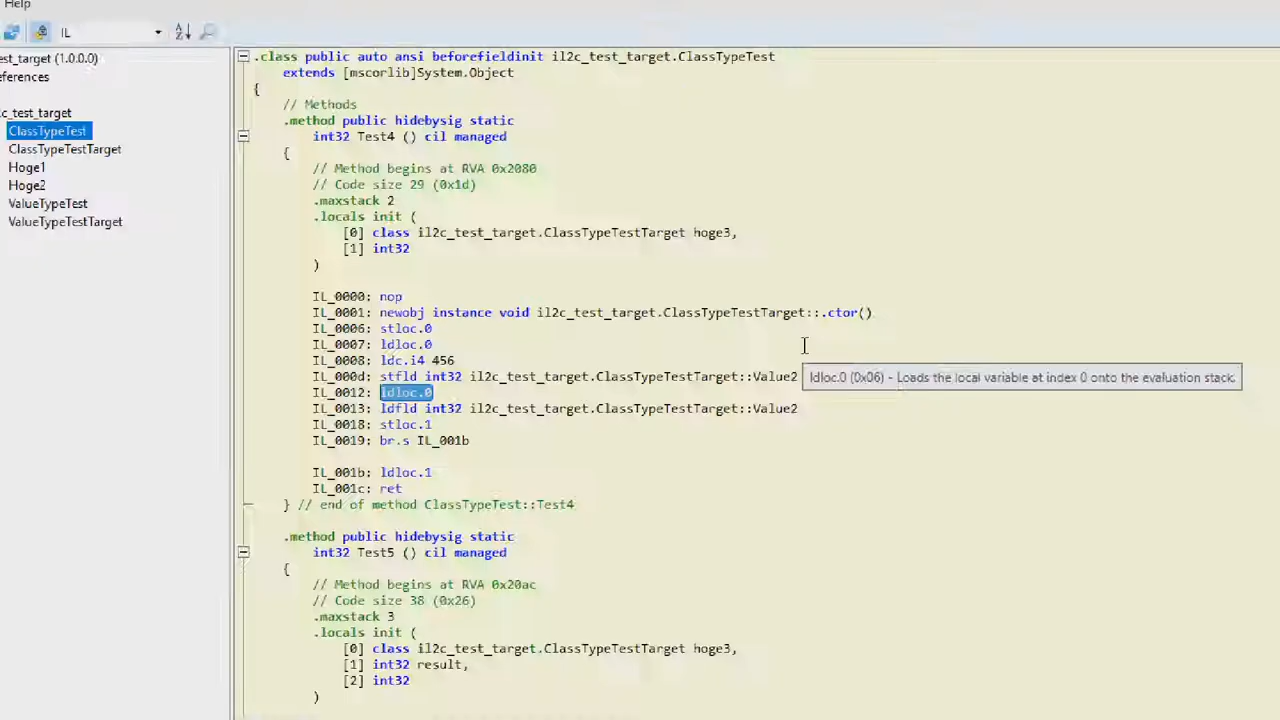 Help
IL
est_target (1.0.0.0)
eferences
c_test_target
ClassTypeTest
ClassTypeTestTarget
Hoge1
Hoge2
ValueTypeTest
ValueTypeTestTarget
.class public auto ansi beforefieldinit il2c_test_target.ClassTypeTest
extends [mscorlib]System.Object
{
// Methods
.method public hidebysig static
int32 Test4 () cil managed
{
// Method begins at RVA 0x2080
// Code size 29 (0x1d)
.maxstack 2
.locals init (
[0] class il2c_test_target.ClassTypeTestTarget hoge3,
[1] int32
)
IL_0000: nop
IL_0001: newobj instance void il2c_test_target.ClassTypeTestTarget::.ctor()
IL_0006: stloc.0
IL_0007: ldloc.0
IL_0008: ldc.i4 456
IL_000d: stfld int32 il2c_test_target.ClassTypeTestTarget::Value2
ldloc.0 (0x06) - Loads the local variable at index 0 onto the evaluation stack.
IL_0012: ldloc.0
IL_0013: ldfld int32 il2c_test_target.ClassTypeTestTarget::Value2
IL_0018: stloc.1
IL_0019: br.s IL_001b
IL_001b: ldloc.1
IL_001c: ret
} // end of method ClassTypeTest::Test4
.method public hidebysig static
int32 Test5 () cil managed
{
// Method begins at RVA 0x20ac
// Code size 38 (0x26)
.maxstack 3
.locals init (
[0] class il2c_test_target.ClassTypeTestTarget hoge3,
[1] int32 result,
[2] int32
)